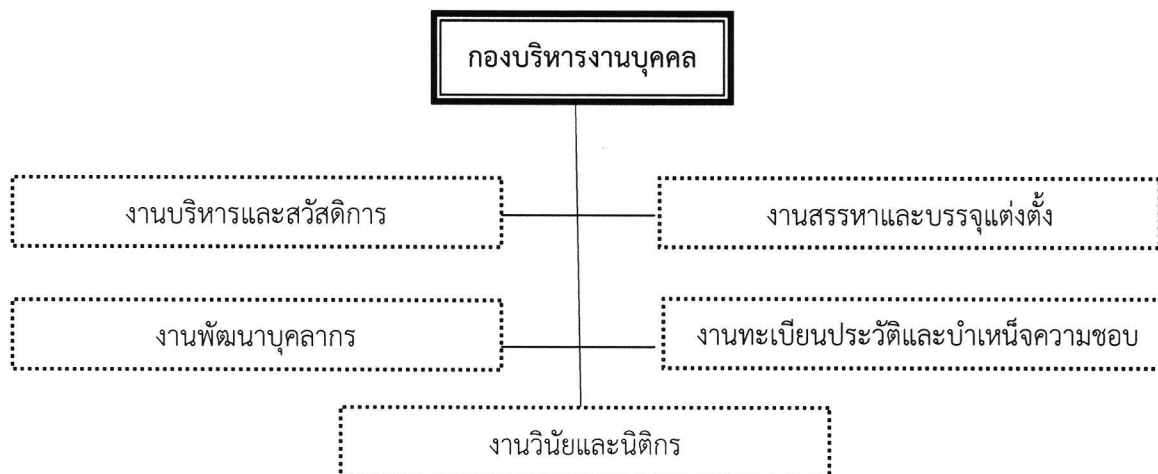 กองบริหารงานบุคคล
งานบริหารและสวัสดิการ
งานสรรหาและบรรจุแต่งตั้ง
งานพัฒนาบุคลากร
งานทะเบียนประวัติและบำเหน็จความชอบ
งานวินัยและนิติกร